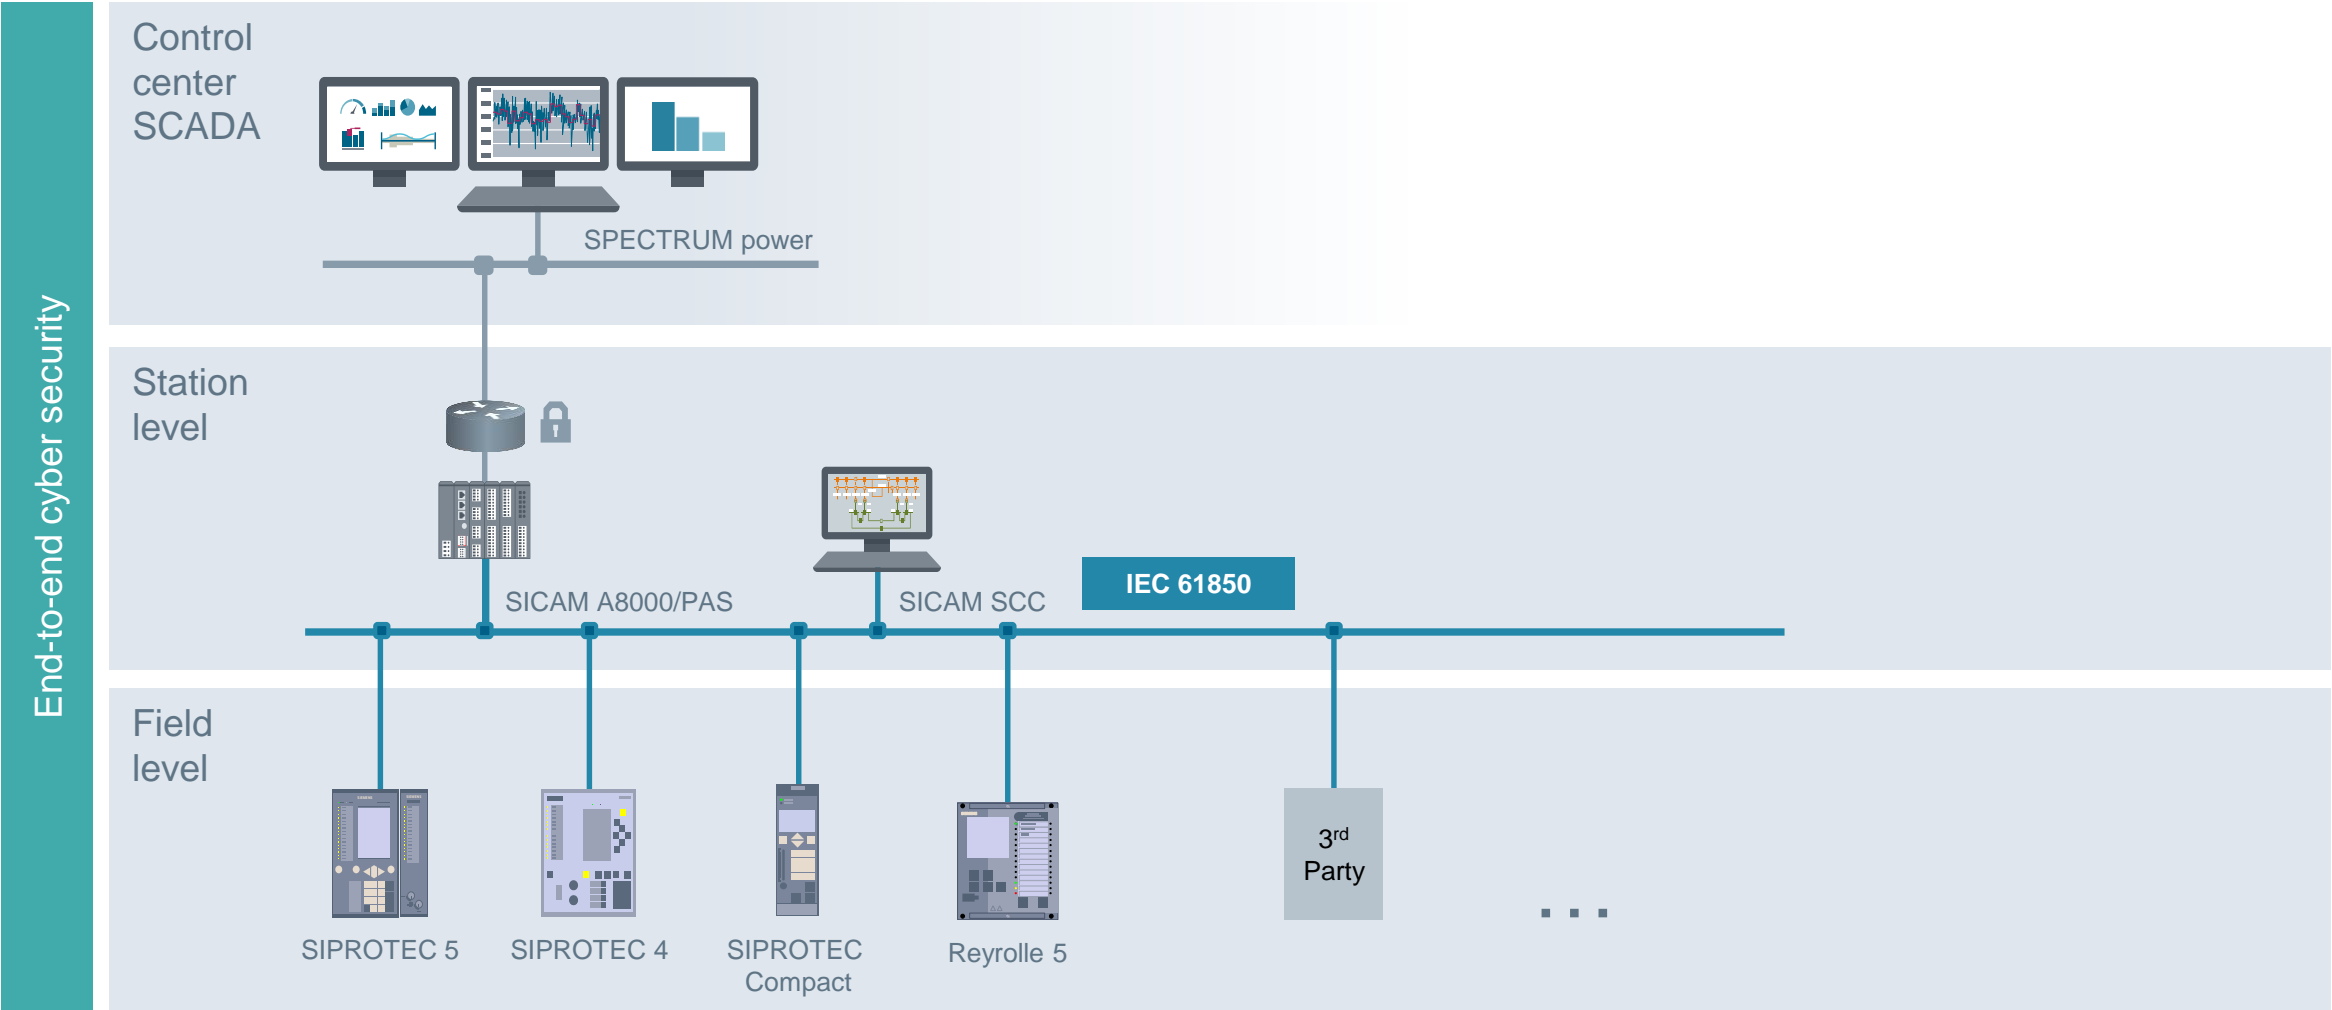 End-to-end cyber security
Control
center
SCADA
SPECTRUM power
Station
level
SICAM A8000/PAS
SICAM SCC
IEC 61850
Field
level
3rd
Party
. . .
SIPROTEC 5
SIPROTEC 4
SIPROTEC
Compact
Reyrolle 5